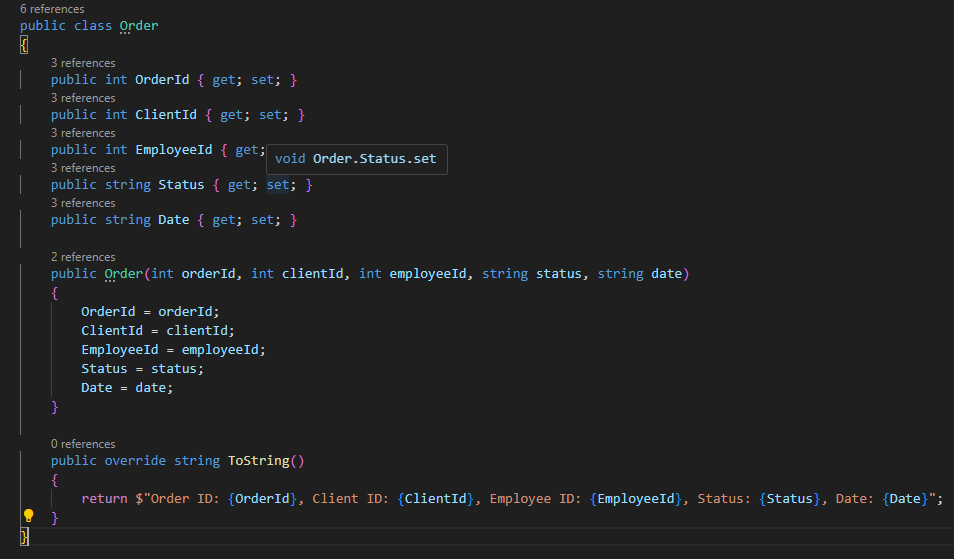 6 references
public class Order
{
3 references
public int OrderId { get; set; }
3 references
public int ClientId { get; set; }
3 references
public int EmployeeId { get;
void Order.Status.set
3 references
public string Status { get; set; }
3 references
public string Date { get; set; }
2 references
public Order(int orderId, int clientId, int employeeId, string status, string date)
{
OrderId = orderId;
ClientId = clientId;
EmployeeId = employeeId;
Status = status;
Date = date;
}
0 references
public override string ToString()
{
return $"Order ID: {OrderId}, Client ID: {ClientId}, Employee ID: {EmployeeId}, Status: {Status}, Date: {Date}";
}
}